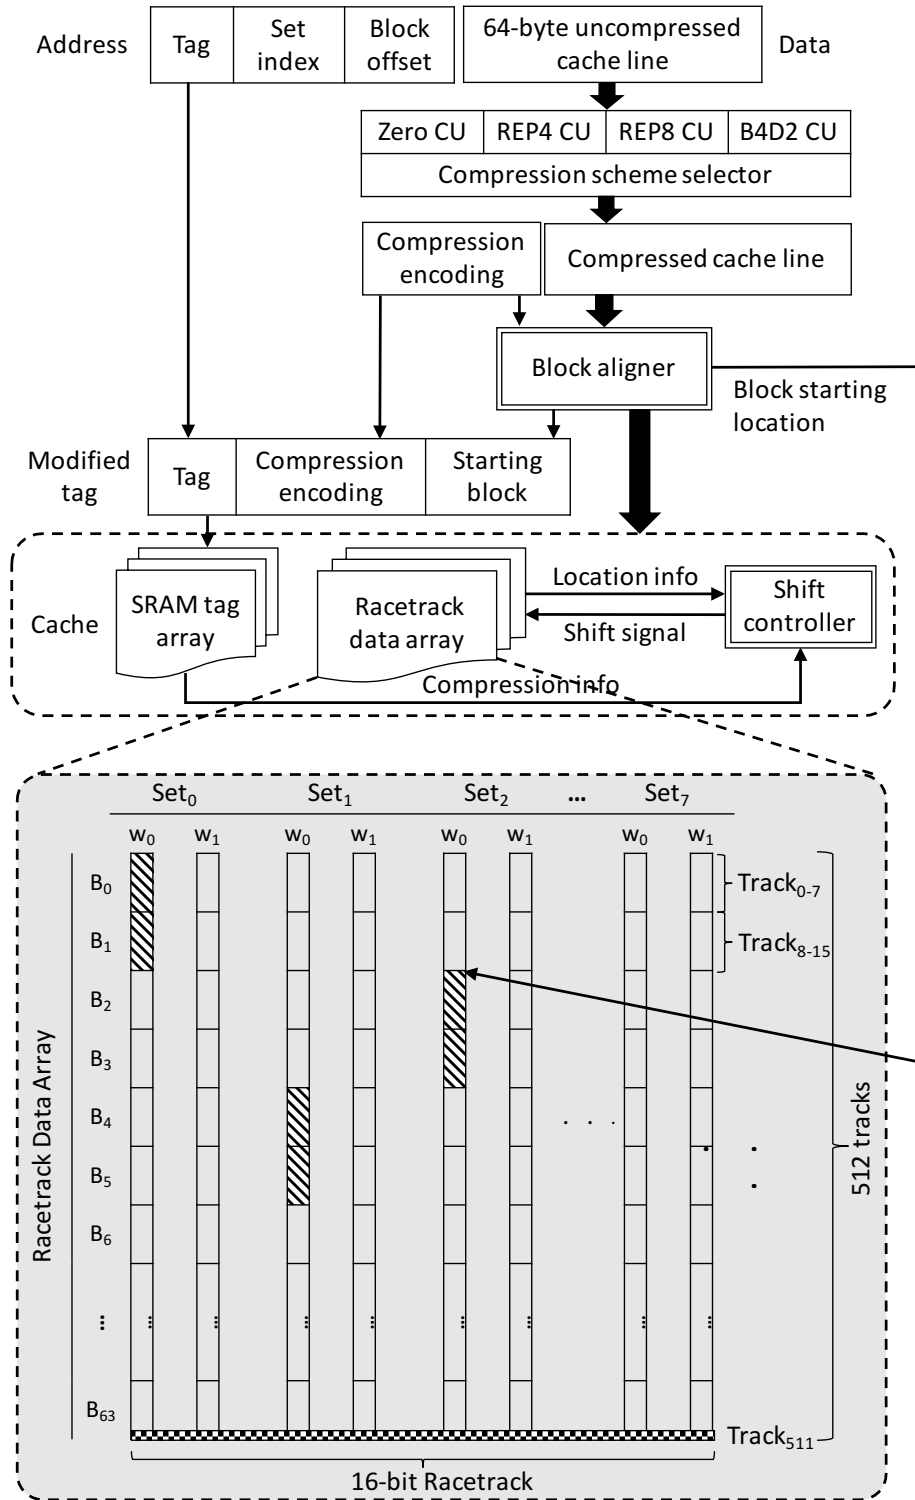 Address
Tag
Set
index
Block
offset
64-byte uncompressed
cache line
Data
Zero CU
REP4 CU
REP8 CU
B4D2 CU
Compression scheme selector
Compression
encoding
Compressed cache line
Block aligner
Block starting
location
Modified
tag
Tag
Compression
encoding
Starting
block
Cache
SRAM tag
array
Racetrack
data array
Location info
Shift signal
Shift
controller
Compression info
Set0
Set1
Set2
...
Set7
w0
w1
w0
w1
w0
w1
w0
w1
Racetrack Data Array
B0
B1
B2
B3
B4
B5
B6
...
B63
Track0-7
Track8-15
512 tracks
Track511
16-bit Racetrack